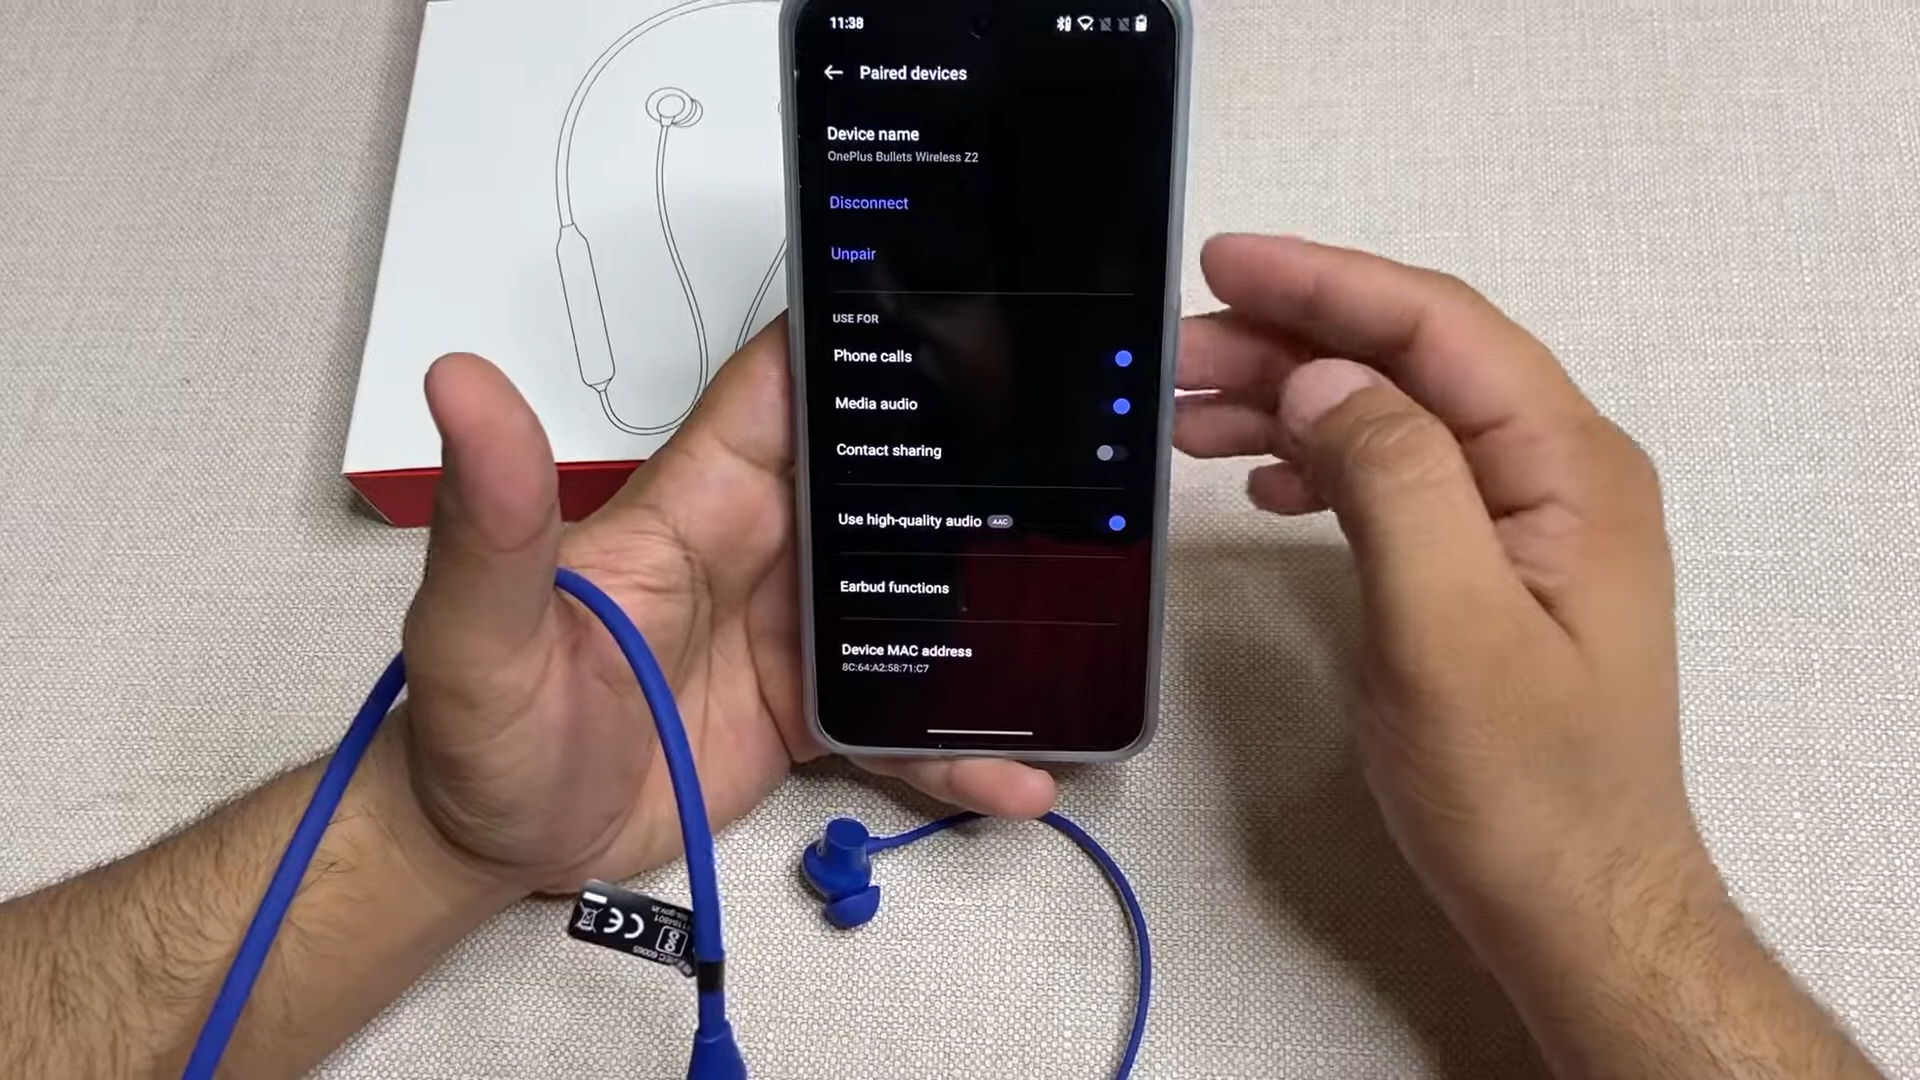 11:38
Paired devices
Device name
OnePlus Bullets Wireless Z2
Disconnect
Unpair
USE FOR
Phone calls
Media audio
Contact sharing
Use high-quality audio AAC
Earbud functions
Device MAC address
8C:64:A2:58:71:C7
CE